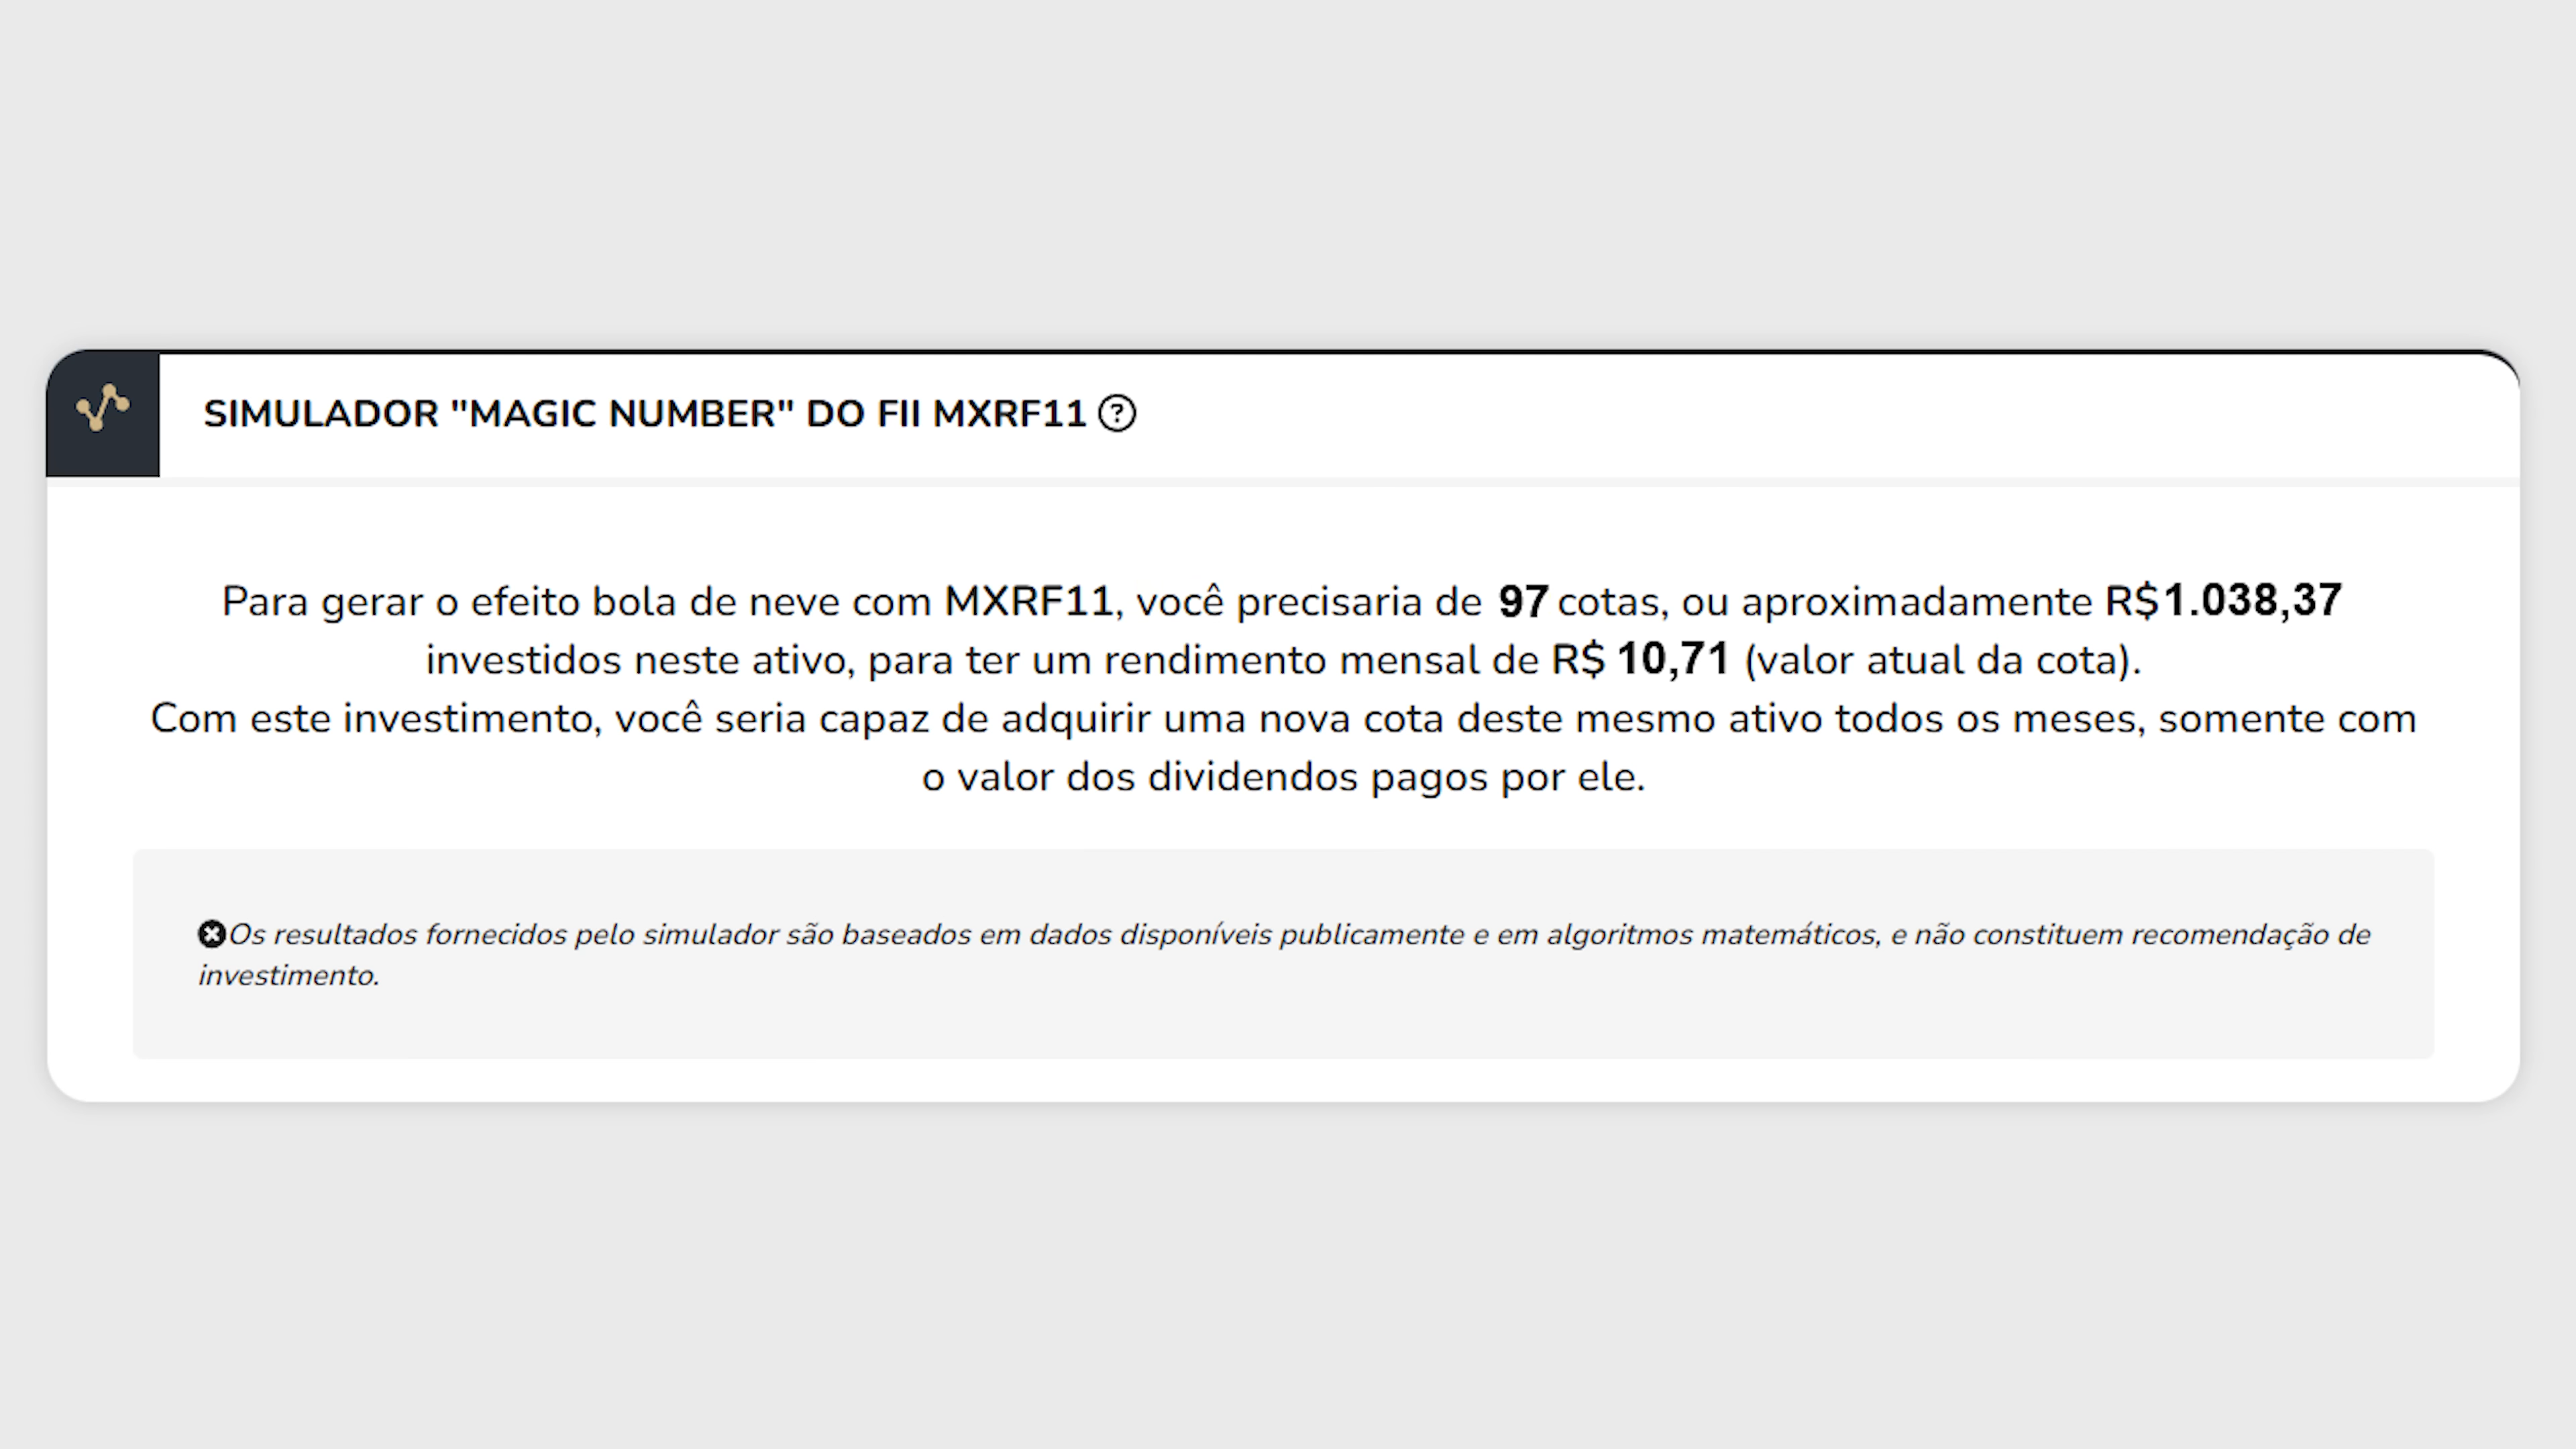 SIMULADOR "MAGIC NUMBER" DO FII MXRF11 ?
Para gerar o efeito bola de neve com MXRF11, você precisaria de 97 cotas, ou aproximadamente R$1.038,37
investidos neste ativo, para ter um rendimento mensal de R$ 10,71 (valor atual da cota).
Com este investimento, você seria capaz de adquirir uma nova cota deste mesmo ativo todos os meses, somente com
o valor dos dividendos pagos por ele.
Os resultados fornecidos pelo simulador são baseados em dados disponíveis publicamente e em algoritmos matemáticos, e não constituem recomendação de
investimento.